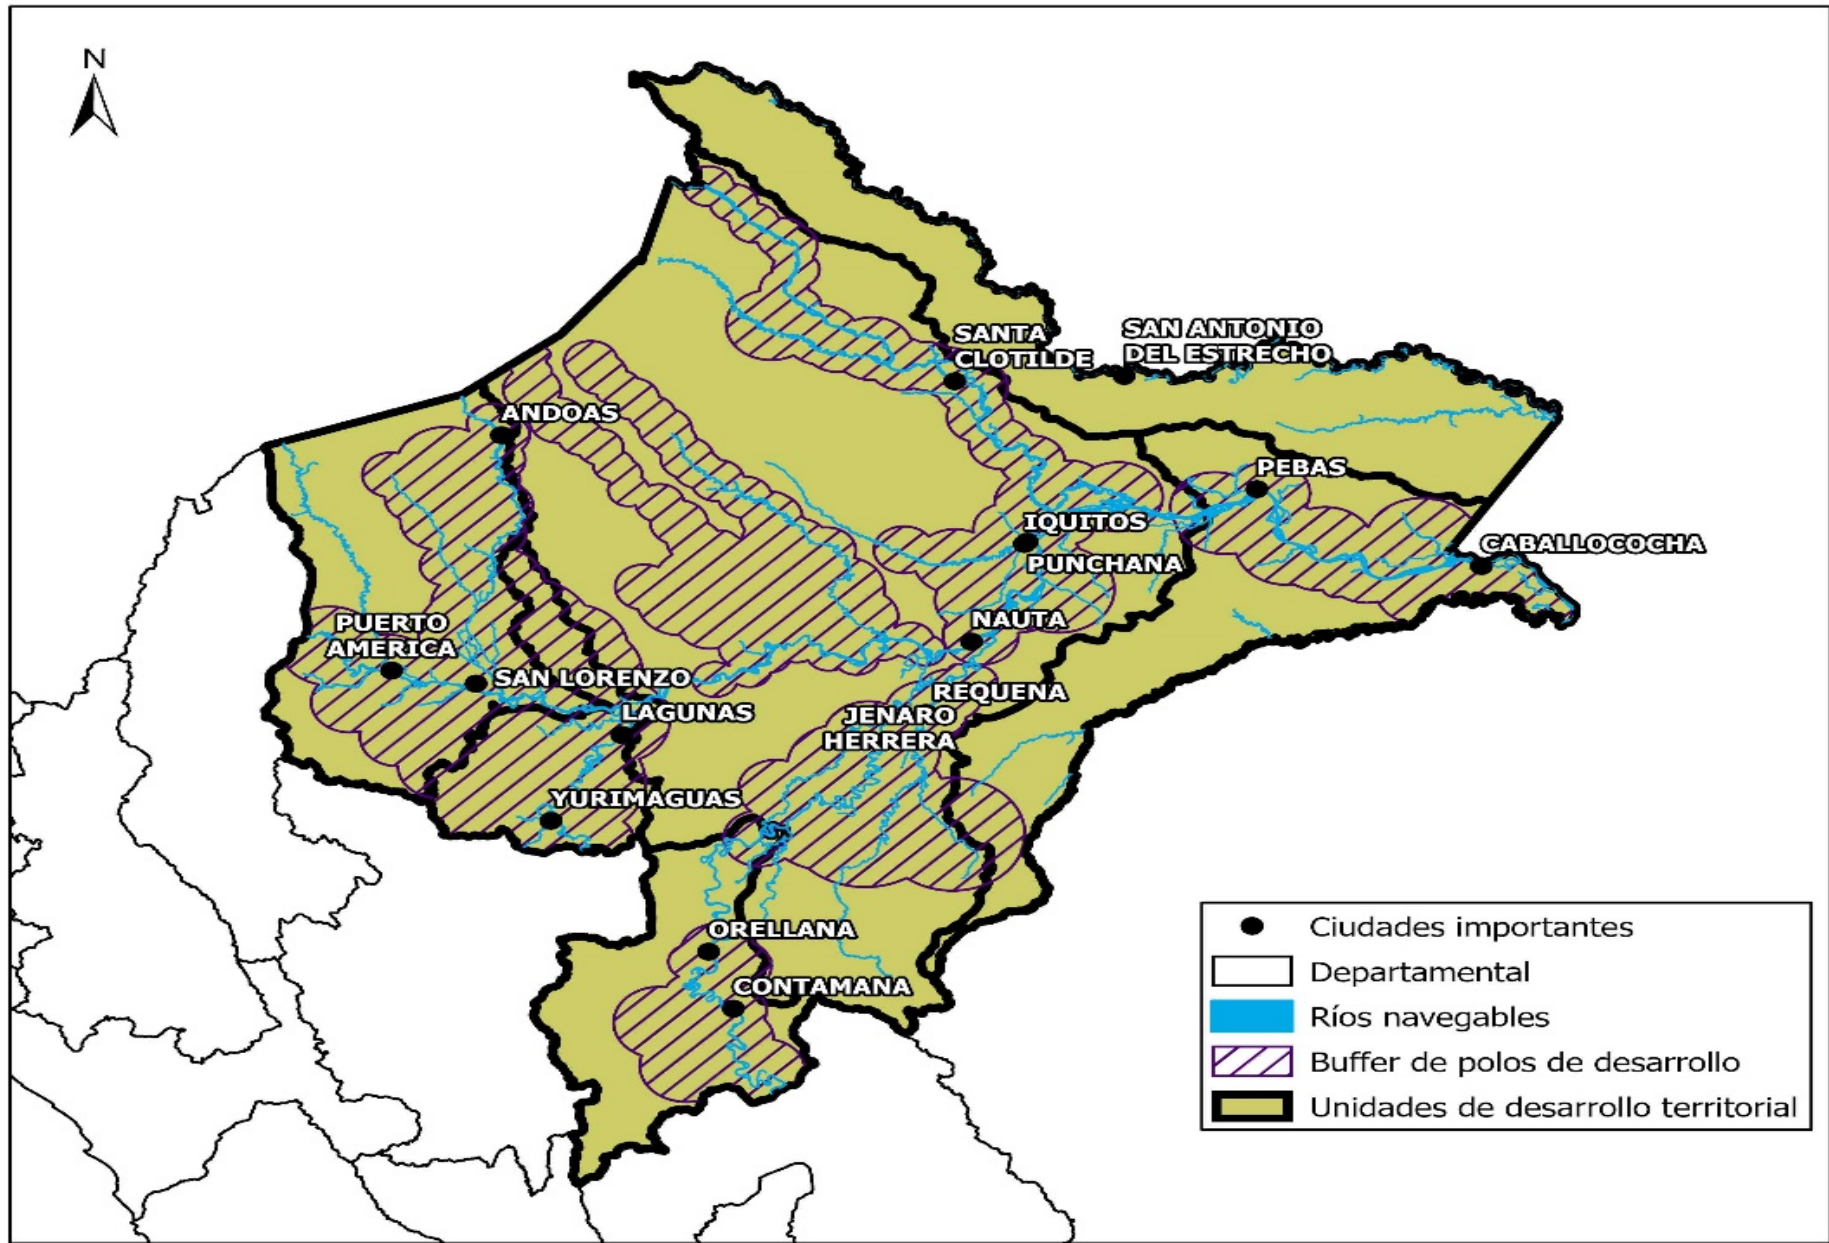 N
SANTA
CLOTILDE
SAN ANTONIO
DEL ESTRECHO
ANDOAS
PEBAS
IQUITOS
PUNCHANA
CABALLOCOCHA
PUERTO
AMERICA
NAUTA
SAN LORENZO
REQUENA
LAGUNAS
JENARO
HERRERA
YURIMAGUAS
ORELLANA
CONTAMANA
Ciudades importantes
Departamental
Ríos navegables
Buffer de polos de desarrollo
Unidades de desarrollo territorial